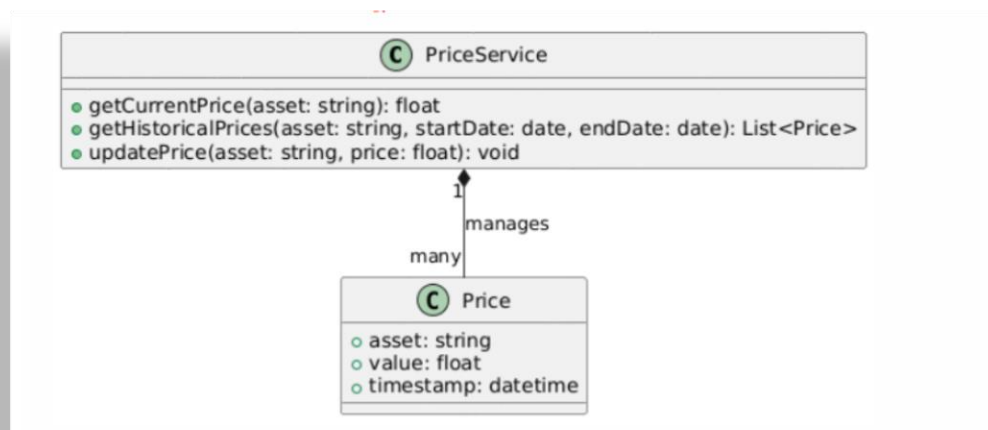 C PriceService
getCurrentPrice(asset: string): float
getHistoricalPrices(asset: string, startDate: date, endDate: date): List<Price>
updatePrice(asset: string, price: float): void
1
manages
many
C Price
asset: string
value: float
timestamp: datetime